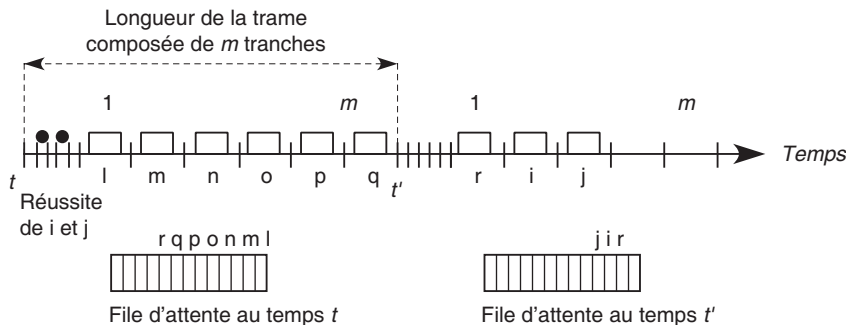 Longueur de la trame
composée de m tranches
1 m 1 m
l m n o p q r i j
Temps
t t'
Réussite
de i et j
r q p o n m l j i r
File d'attente au temps t File d'attente au temps t'